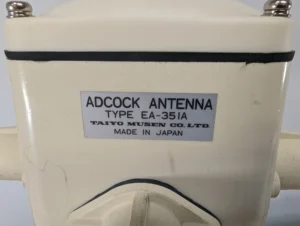 ADCOCK ANTENNA
TYPE EA-351A
TAIYO MUSEN CO. LTD.
MADE IN JAPAN